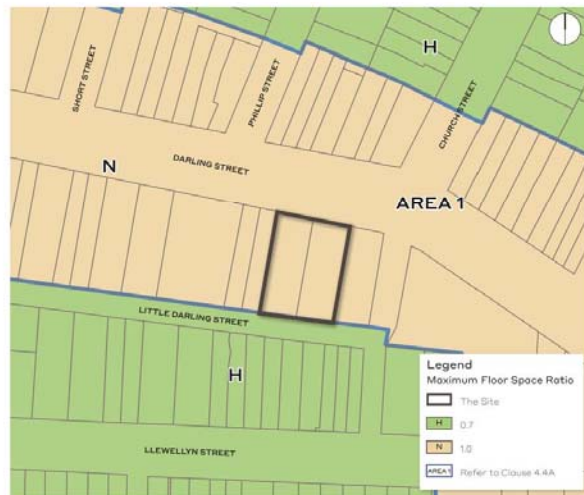 H
SHORT STREET
PHILLIP STREET
CHURCH STREET
DARLING STREET
N
AREA 1
LITTLE DARLING STREET
H
LLEWELLYN STREET
Legend
Maximum Floor Space Ratio
The Site
H 0.7
N 1.0
AREA 1 Refer to Clause 4.4A